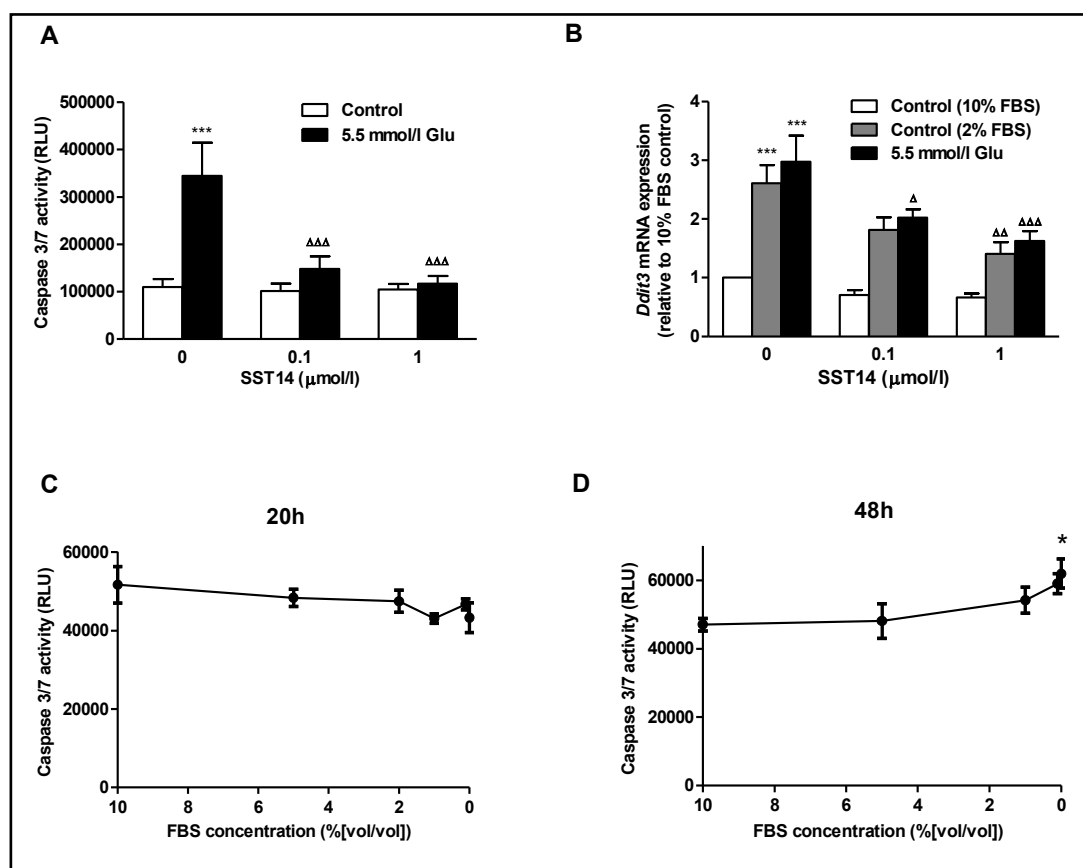 A
Control
5.5 mmol/l Glu
500000
400000
300000
200000
100000
0
***
ΔΔΔ
ΔΔΔ
Caspase 3/7 activity (RLU)
0 0.1 1
SST14 (μmol/l)
B
Control (10% FBS)
Control (2% FBS)
5.5 mmol/l Glu
4
3
2
1
0
***
***
Δ
ΔΔ
ΔΔΔ
Ddit3 mRNA expression
(relative to 10% FBS control)
0 0.1 1
SST14 (μmol/l)
C
20h
60000
40000
20000
0
Caspase 3/7 activity (RLU)
10 8 6 4 2 0
FBS concentration (%[vol/vol])
D
48h
*
60000
40000
20000
0
Caspase 3/7 activity (RLU)
10 8 6 4 2 0
FBS concentration (%[vol/vol])